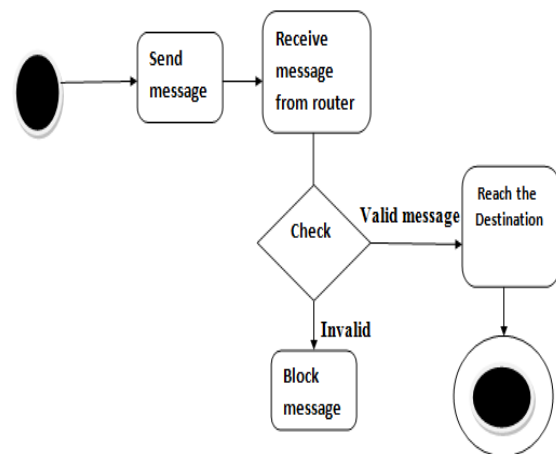 Send
message
Receive
message
from router
Check
Valid message
Reach the
Destination
Invalid
Block
message